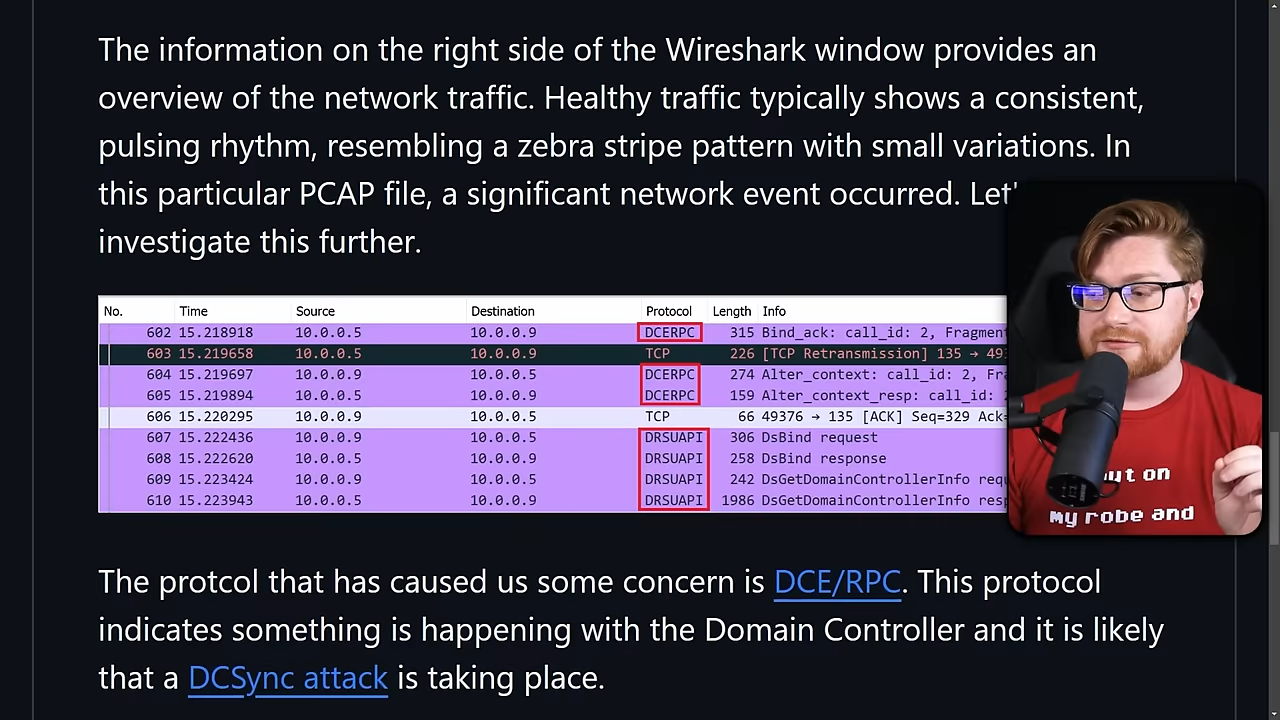 The information on the right side of the Wireshark window provides an
overview of the network traffic. Healthy traffic typically shows a consistent,
pulsing rhythm, resembling a zebra stripe pattern with small variations. In
this particular PCAP file, a significant network event occurred. Let'
investigate this further.
No. Time Source Destination Protocol Length Info
602 15.218918 10.0.0.5 10.0.0.9 DCERPC 315 Bind_ack: call_id: 2, Fragment
603 15.219658 10.0.0.5 10.0.0.9 TCP 226 [TCP Retransmission] 135 → 493
604 15.219697 10.0.0.9 10.0.0.5 DCERPC 274 Alter_context: call_id: 2, Fra
605 15.219894 10.0.0.5 10.0.0.9 DCERPC 159 Alter_context_resp: call_id: 2
606 15.220295 10.0.0.9 10.0.0.5 TCP 66 49376 → 135 [ACK] Seq=329 Ack=
607 15.222436 10.0.0.9 10.0.0.5 DRSUAPI 306 DsBind request
608 15.222620 10.0.0.5 10.0.0.9 DRSUAPI 258 DsBind response
609 15.223424 10.0.0.9 10.0.0.5 DRSUAPI 242 DsGetDomainControllerInfo requ
610 15.223943 10.0.0.5 10.0.0.9 DRSUAPI 1986 DsGetDomainControllerInfo resp
ut on
my robe and
The protcol that has caused us some concern is DCE/RPC. This protocol
indicates something is happening with the Domain Controller and it is likely
that a DCSync attack is taking place.